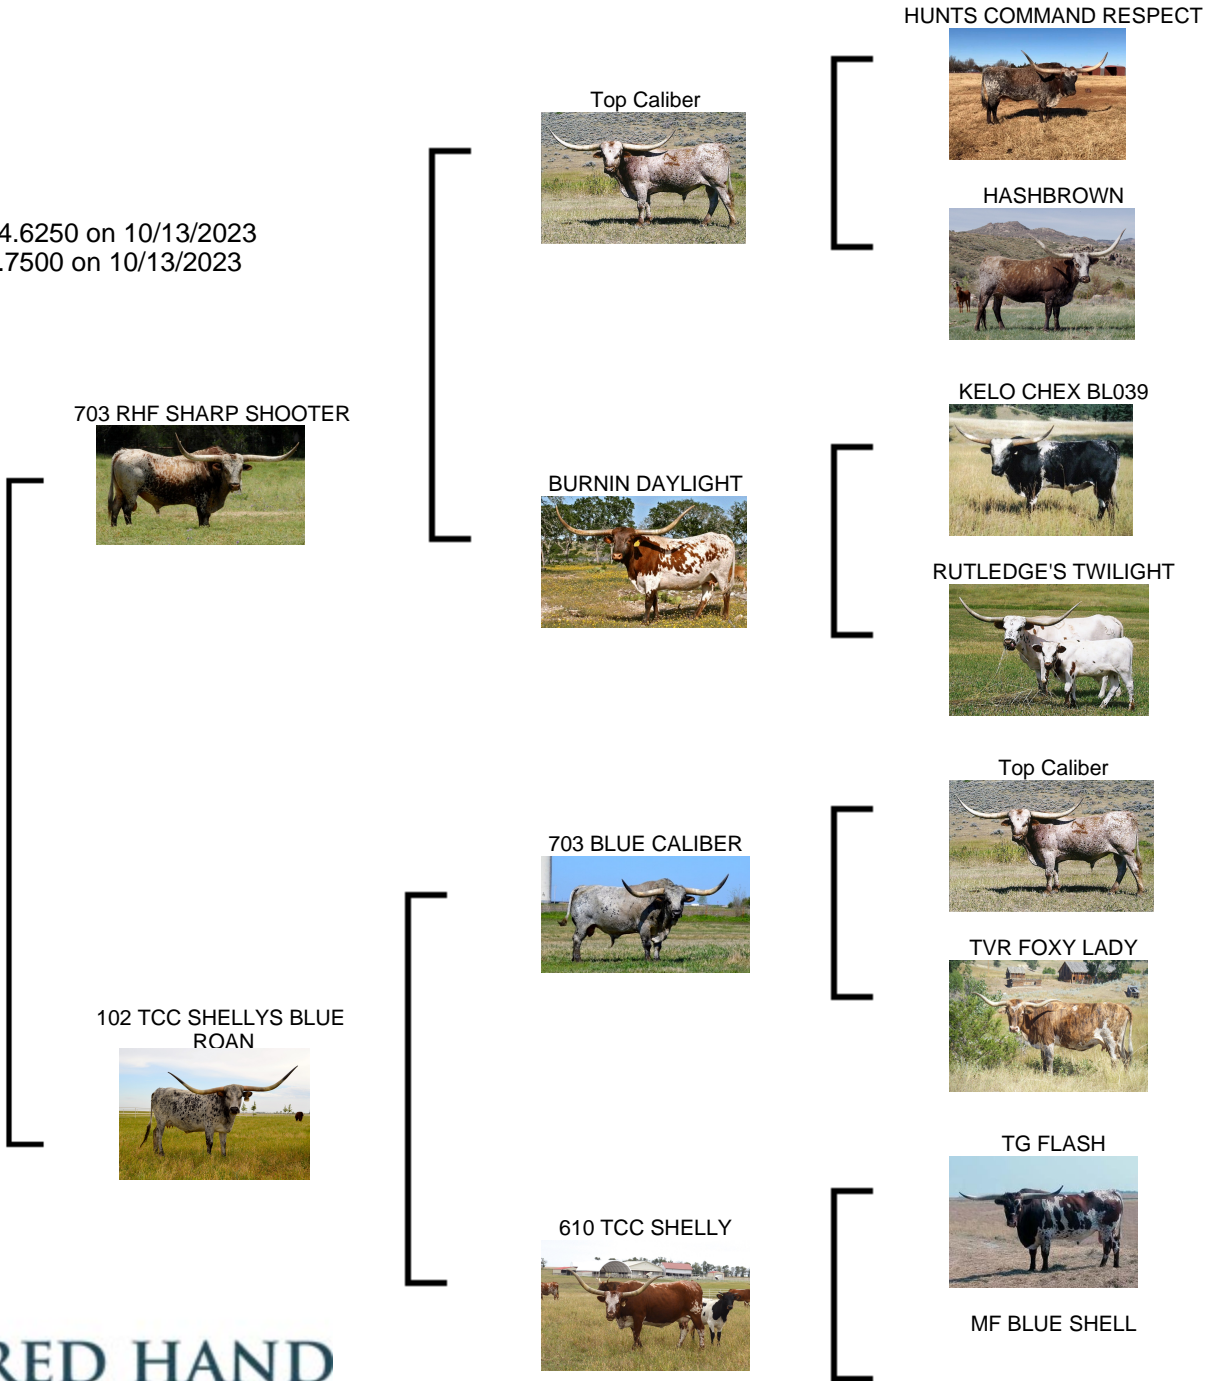 HUNTS COMMAND RESPECT
Top Caliber
HASHBROWN
4.6250 on 10/13/2023
.7500 on 10/13/2023
KELO CHEX BL039
703 RHF SHARP SHOOTER
BURNIN DAYLIGHT
RUTLEDGE'S TWILIGHT
Top Caliber
703 BLUE CALIBER
TVR FOXY LADY
102 TCC SHELLYS BLUE
ROAN
TG FLASH
610 TCC SHELLY
MF BLUE SHELL
RED HAND